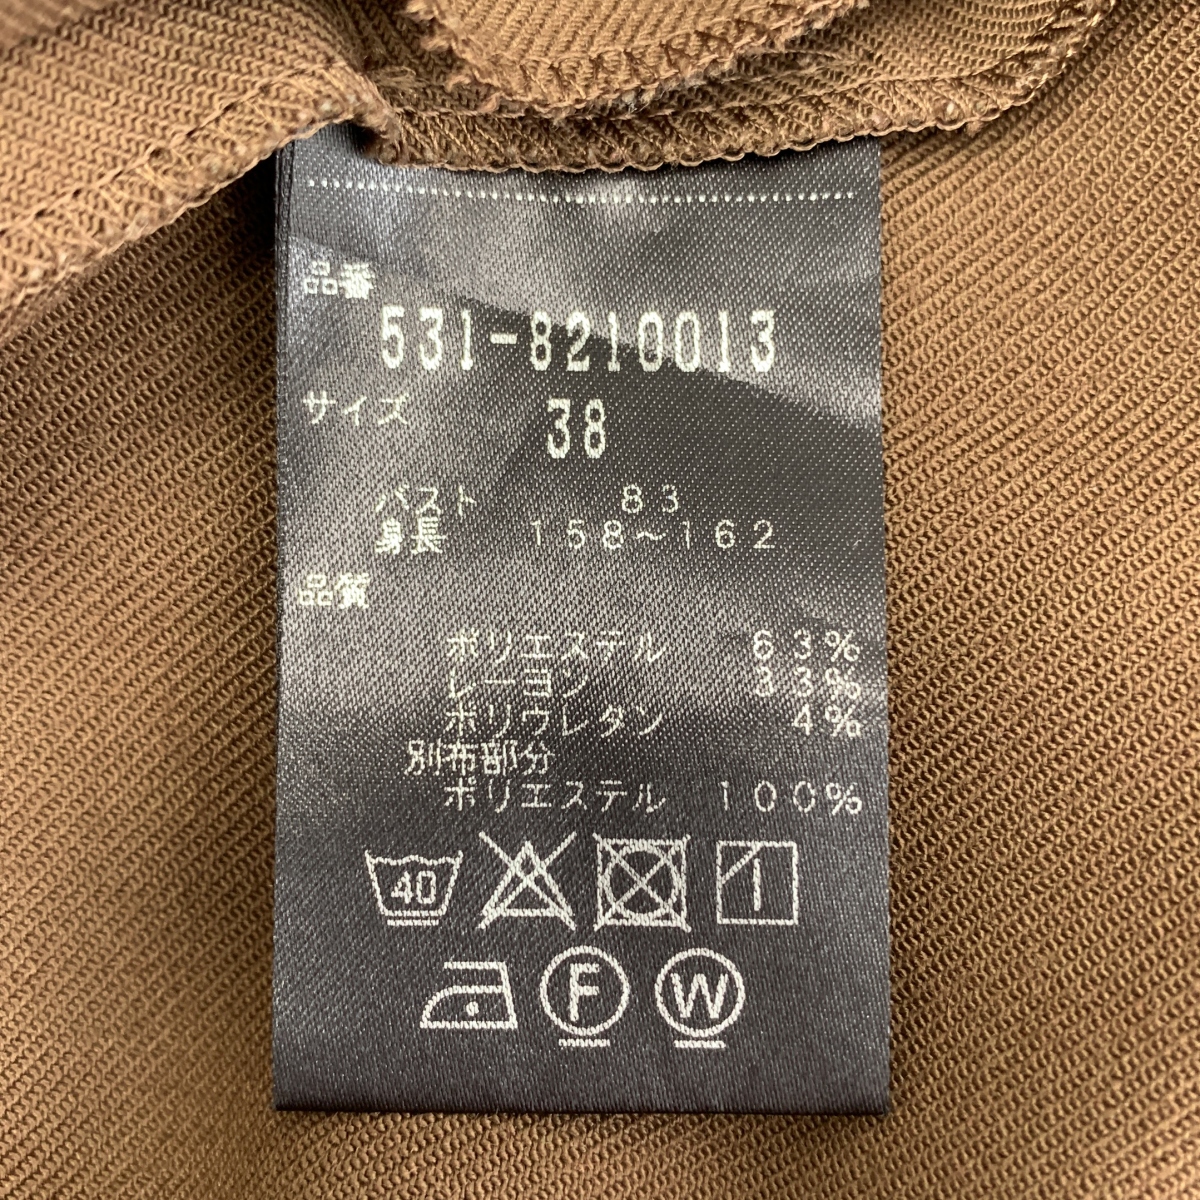 品番
531-8210013
サイズ 38
バスト 83
身長 158~162
品質
ポリエステル 63%
レーヨン 33%
ポリウレタン 4%
別布部分
ポリエステル 100%
40
F W